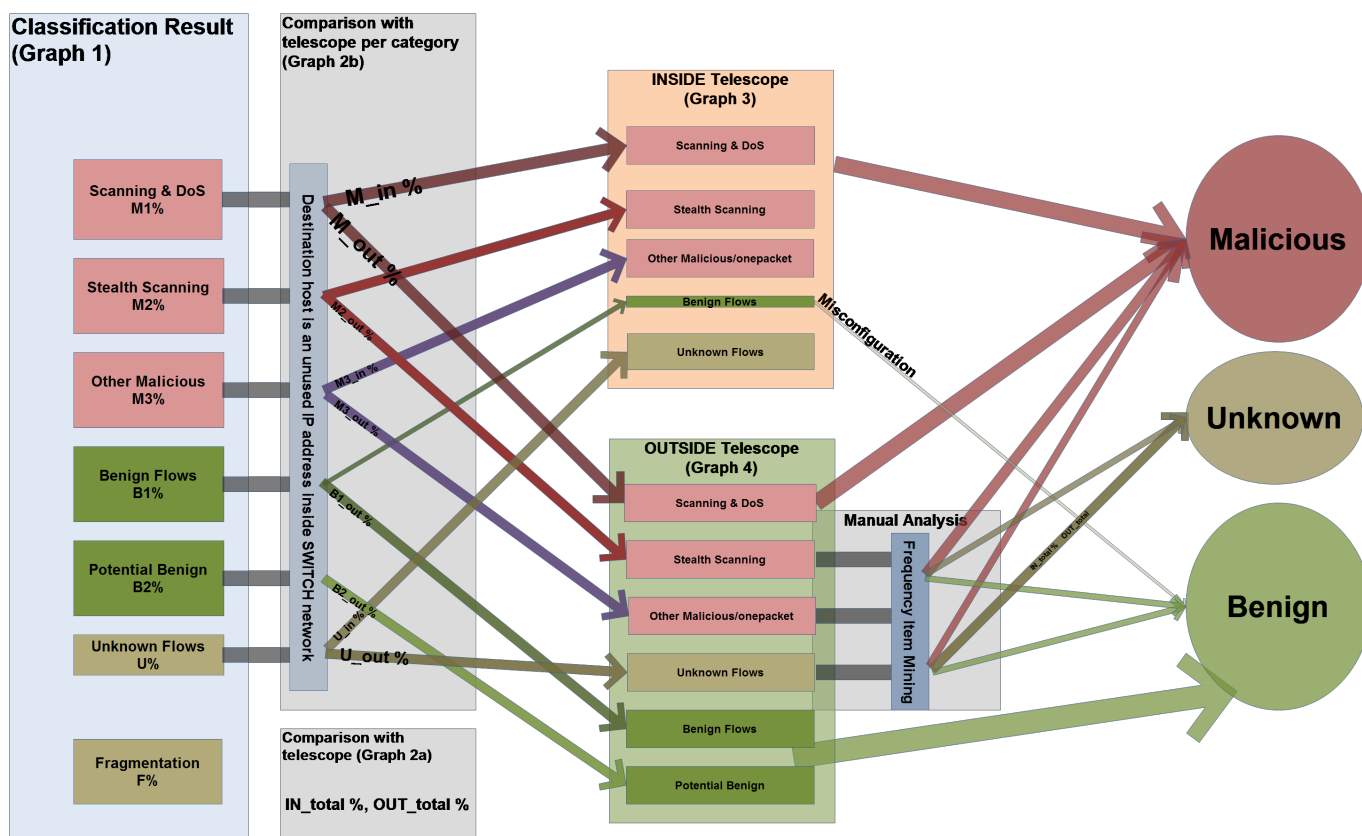 Classification Result
(Graph 1)
Scanning & DoS
M1%
Stealth Scanning
M2%
Other Malicious
M3%
Benign Flows
B1%
Potential Benign
B2%
Unknown Flows
U%
Fragmentation
F%
Comparison with
telescope per category
(Graph 2b)
Destination host is an unused IP address inside SWITCH network
M_in %
M_out %
M2_out %
M3_in %
M3_out %
B1_out %
B2_out %
U_in %
U_out %
Comparison with
telescope (Graph 2a)
IN_total %, OUT_total %
INSIDE Telescope
(Graph 3)
Scanning & DoS
Stealth Scanning
Other Malicious/onepacket
Benign Flows
Unknown Flows
OUTSIDE Telescope
(Graph 4)
Scanning & DoS
Stealth Scanning
Other Malicious/onepacket
Unknown Flows
Benign Flows
Potential Benign
Manual Analysis
Frequency Item Mining
Misconfiguration
IN_total % OUT_total
Malicious
Unknown
Benign